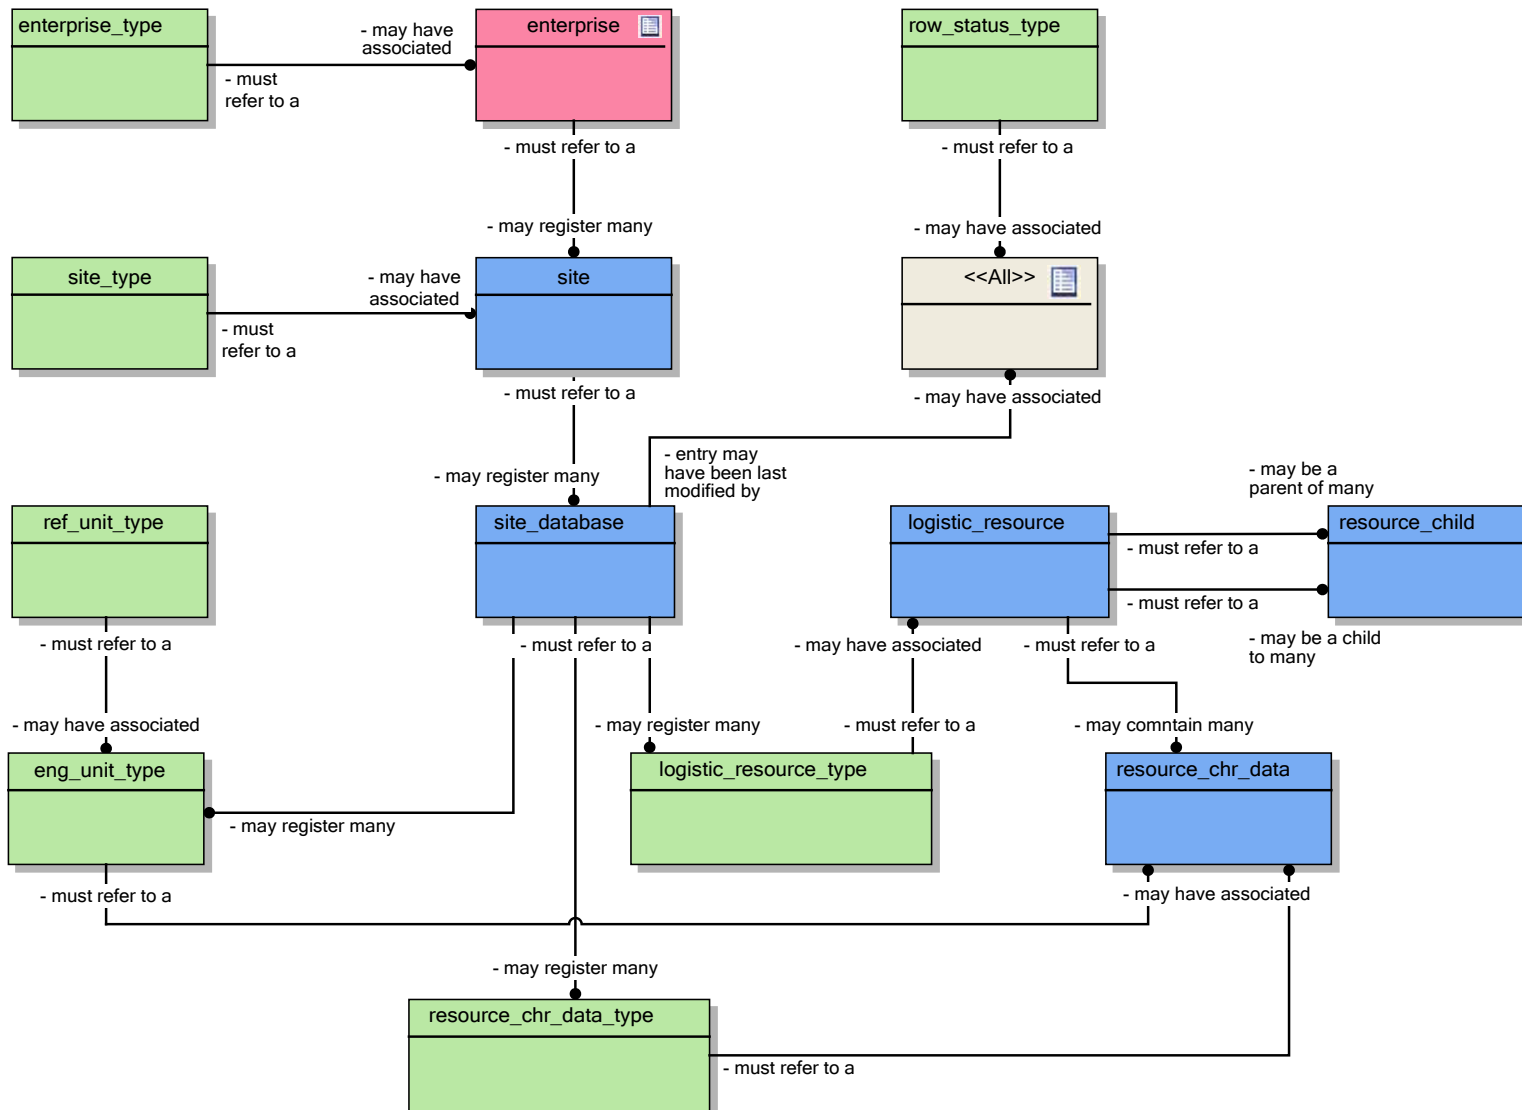 enterprise_type
- may have
associated
enterprise
row_status_type
- must
refer to a
- must refer to a
- must refer to a
- may register many
- may have associated
site_type
- may have
associated
site
<<All>>
- must
refer to a
- must refer to a
- may have associated
- may register many
- entry may
have been last
modified by
- may be a
parent of many
ref_unit_type
site_database
logistic_resource
resource_child
- must refer to a
- must refer to a
- must refer to a
- must refer to a
- may have associated
- must refer to a
- may be a child
to many
- may have associated
- may register many
- must refer to a
- may comntain many
eng_unit_type
logistic_resource_type
resource_chr_data
- may register many
- must refer to a
- may have associated
- may register many
resource_chr_data_type
- must refer to a